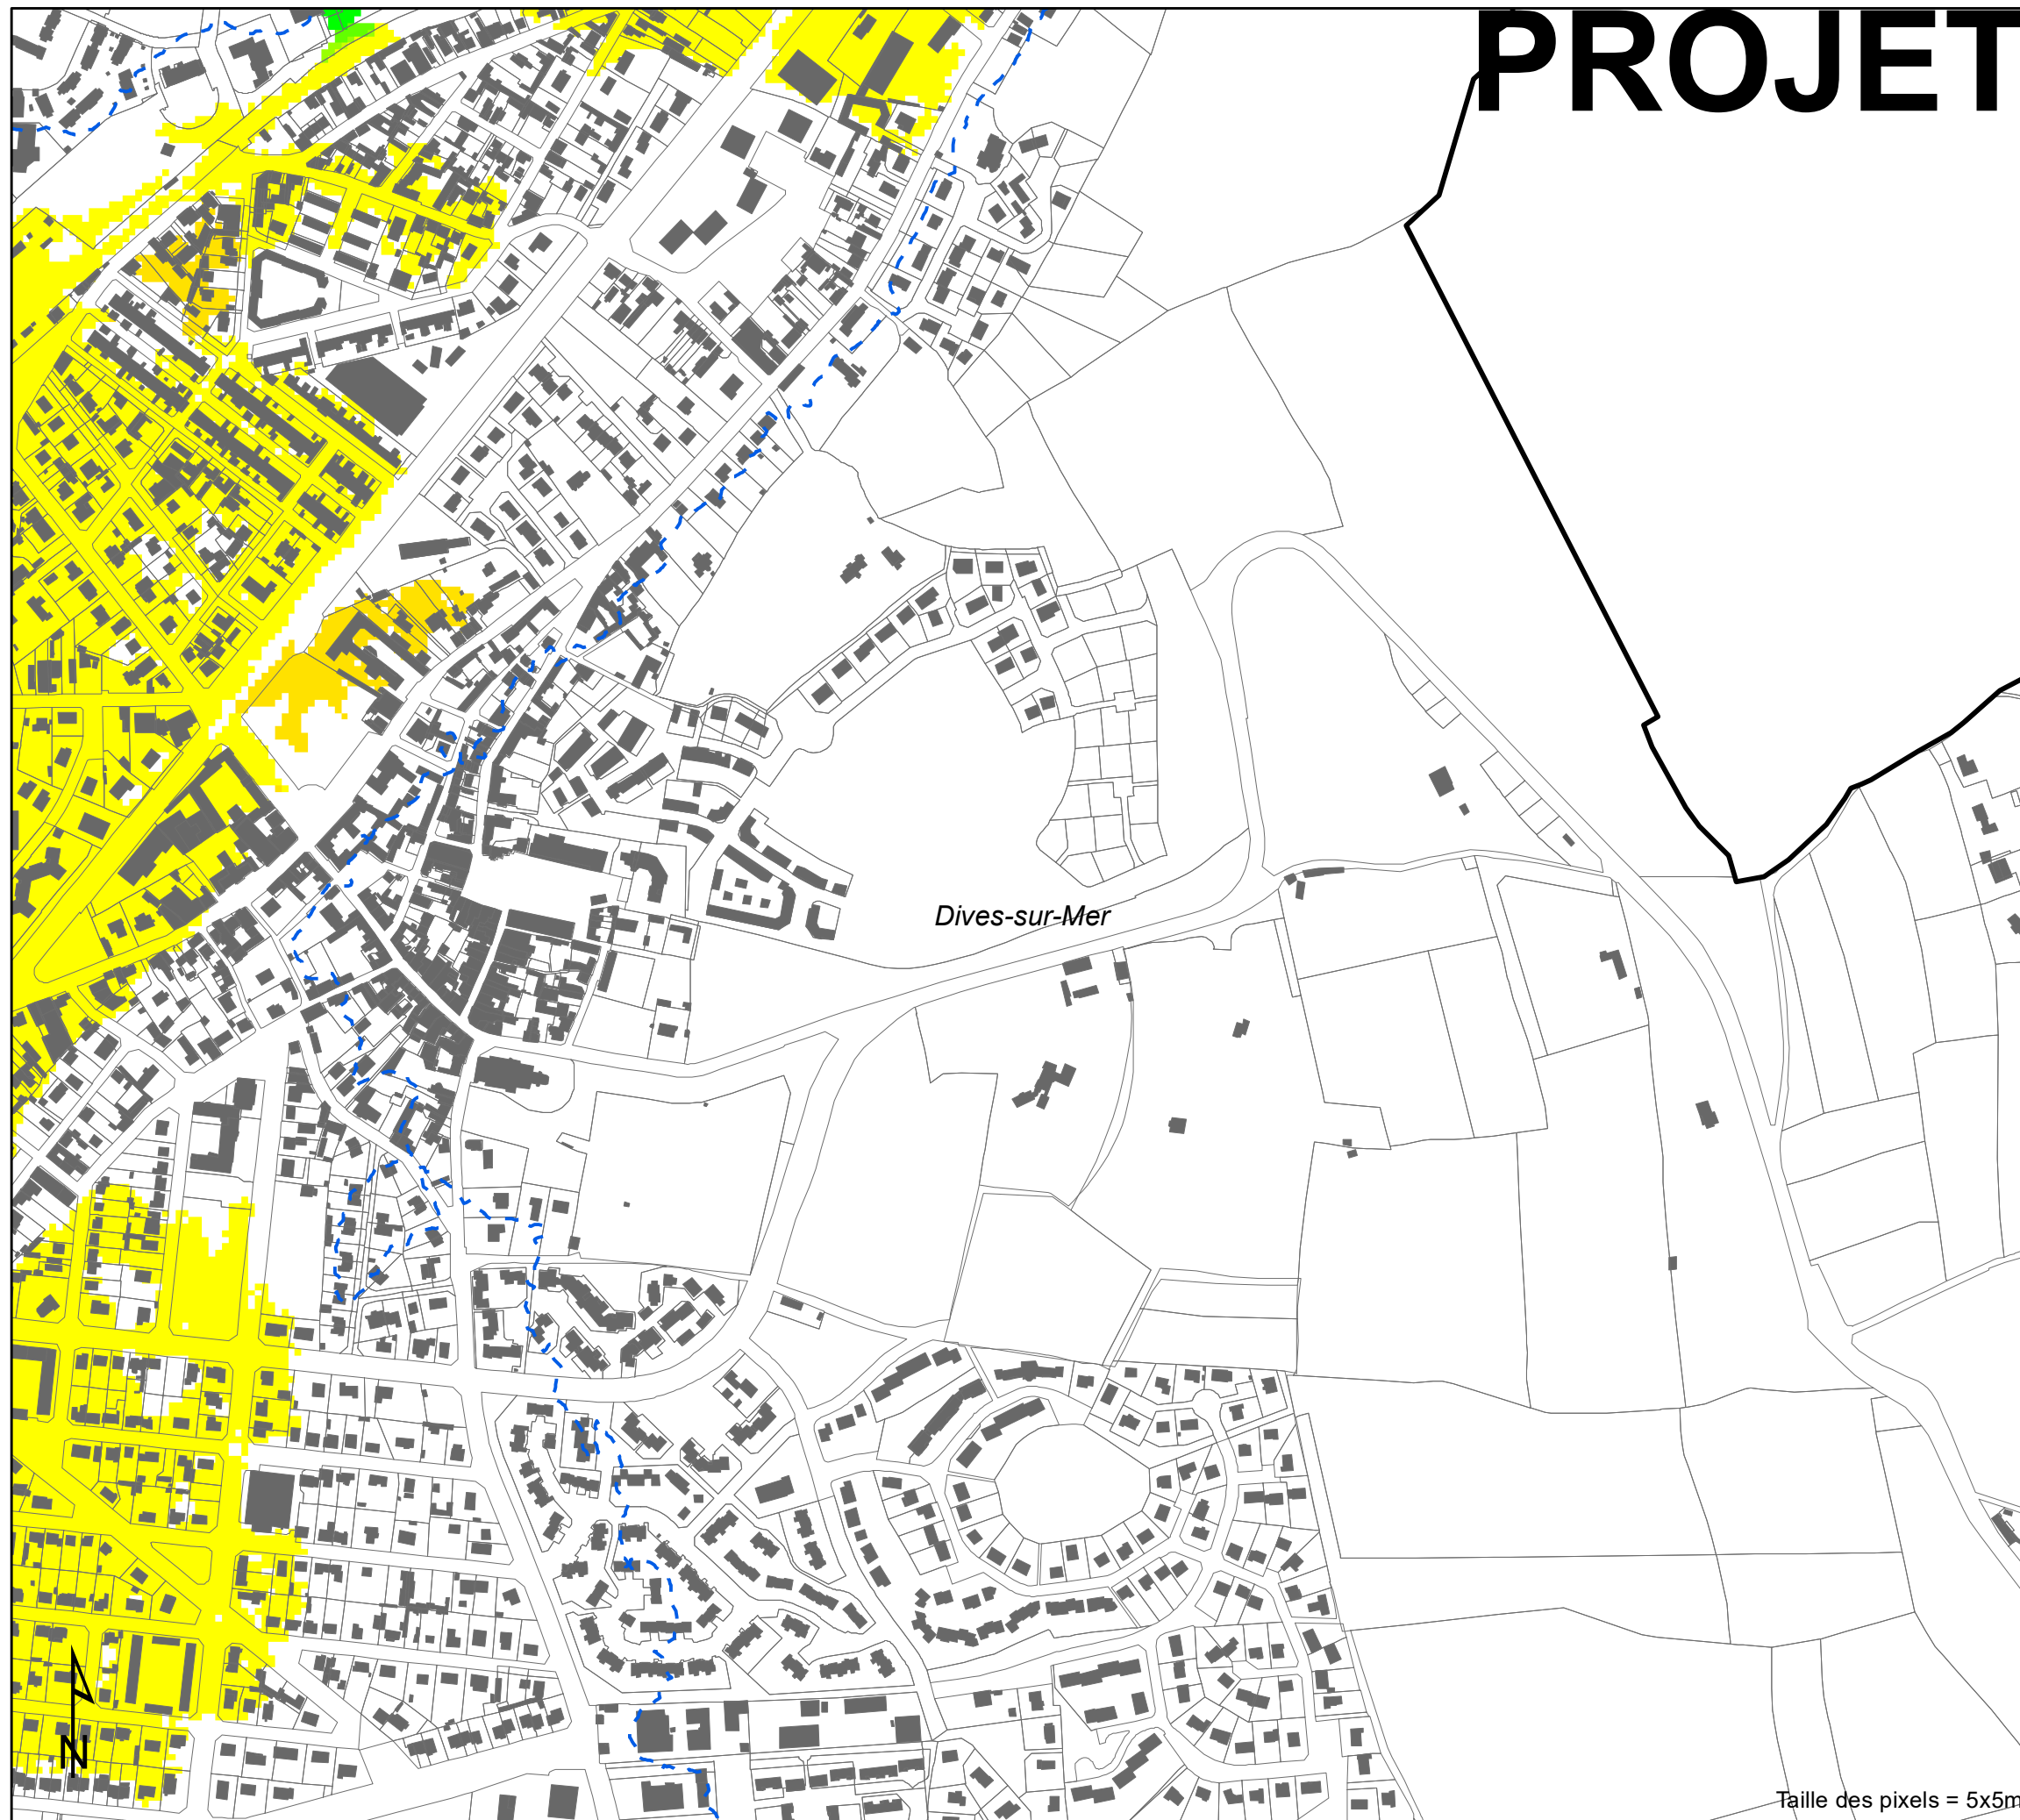 PROJET
Dives-sur-Mer
N
Taille des pixels = 5x5m